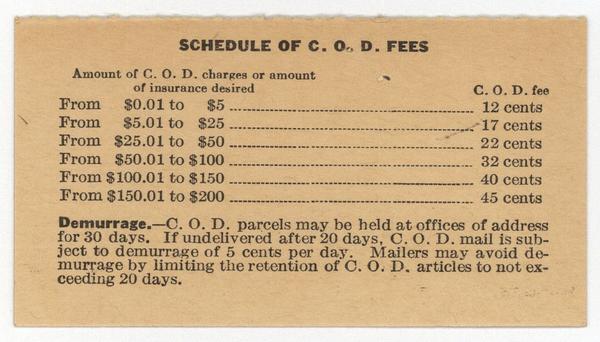 SCHEDULE OF C. O. D. FEES
Amount of C. O. D. charges or amount
of insurance desired C. O. D. fee
From $0.01 to $5 12 cents
From $5.01 to $25 17 cents
From $25.01 to $50 22 cents
From $50.01 to $100 32 cents
From $100.01 to $150 40 cents
From $150.01 to $200 45 cents
Demurrage.—C. O. D. parcels may be held at offices of address
for 30 days. If undelivered after 20 days, C. O. D. mail is sub-
ject to demurrage of 5 cents per day. Mailers may avoid de-
murrage by limiting the retention of C. O. D. articles to not ex-
ceeding 20 days.